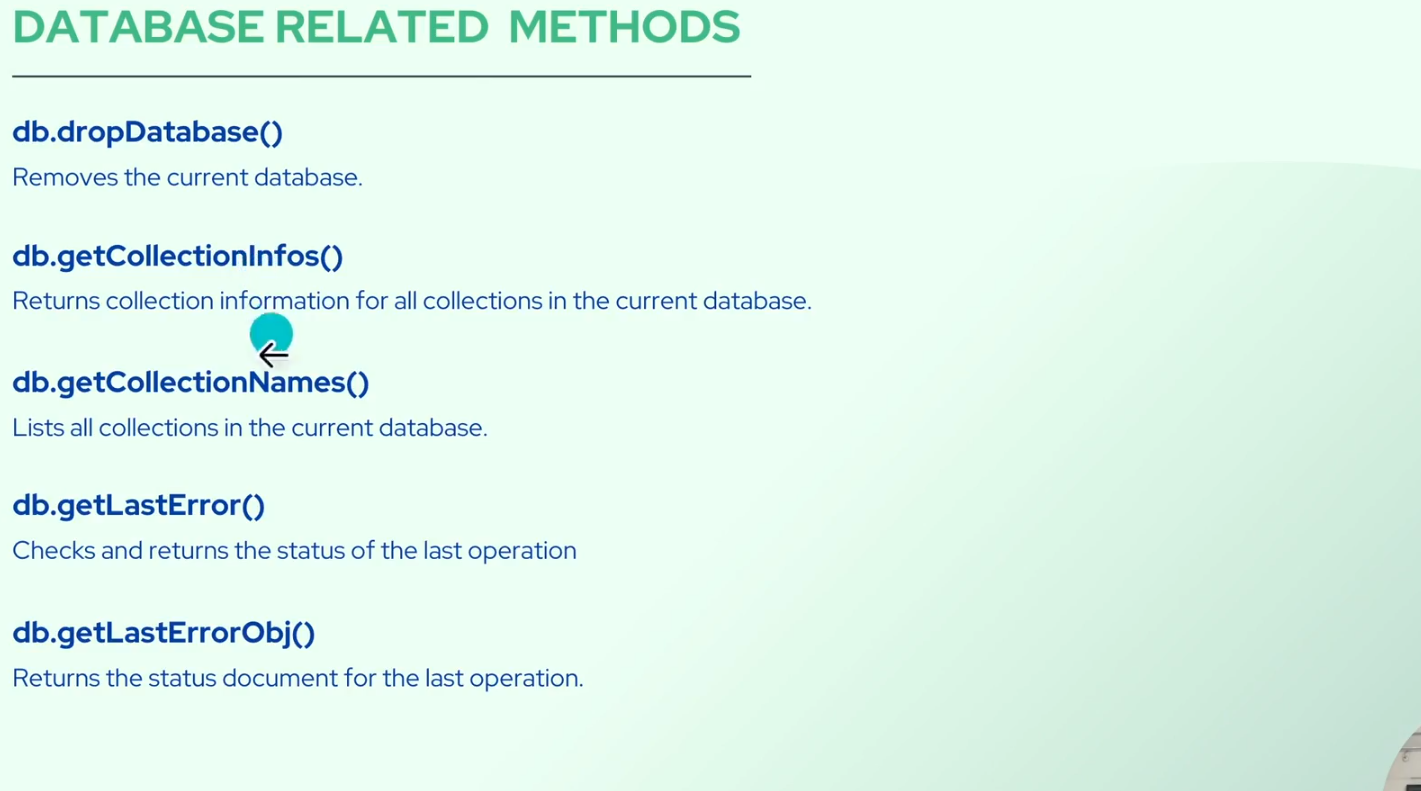 DATABASE RELATED METHODS
db.dropDatabase()
Removes the current database.
db.getCollectionInfos()
Returns collection information for all collections in the current database.
db.getCollectionNames()
Lists all collections in the current database.
db.getLastError()
Checks and returns the status of the last operation
db.getLastErrorObj()
Returns the status document for the last operation.